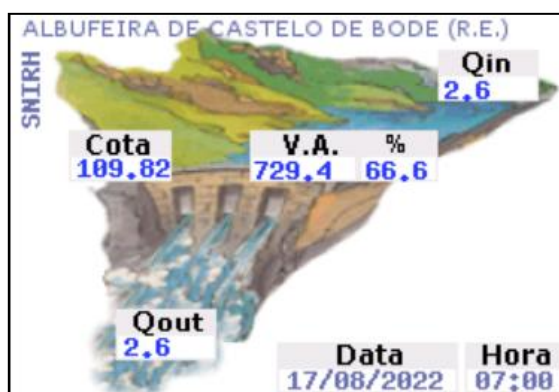 ALBUFEIRA DE CASTELO DE BODE (R.E.)
SNIRH
Qin
2.6
Cota
109.82
V.A. %
729.4 66.6
Qout
2.6
Data Hora
17/08/2022 07:00